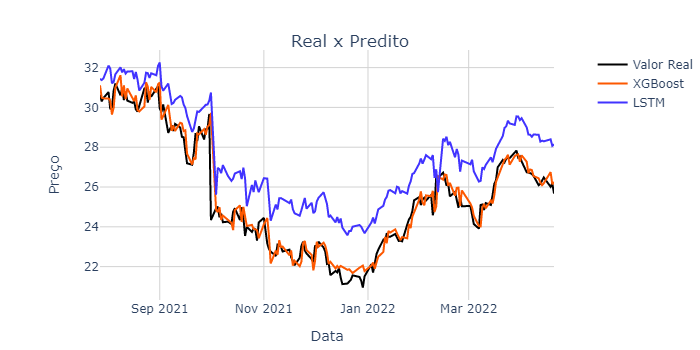 Real x Predito
Valor Real
XGBoost
LSTM
Preço
32
30
28
26
24
22
Sep 2021
Nov 2021
Jan 2022
Mar 2022
Data